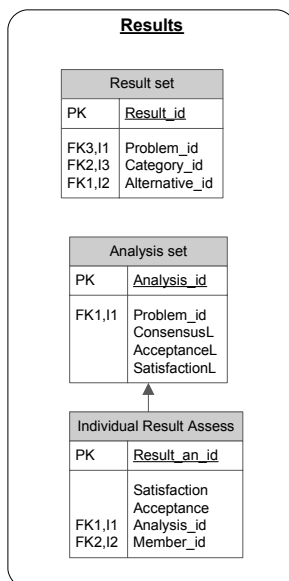 Results
Result set
PK Result_id
FK3,I1 Problem_id
FK2,I3 Category_id
FK1,I2 Alternative_id
Analysis set
PK Analysis_id
FK1,I1 Problem_id
ConsensusL
AcceptanceL
SatisfactionL
Individual Result Assess
PK Result_an_id
Satisfaction
Acceptance
FK1,I1 Analysis_id
FK2,I2 Member_id